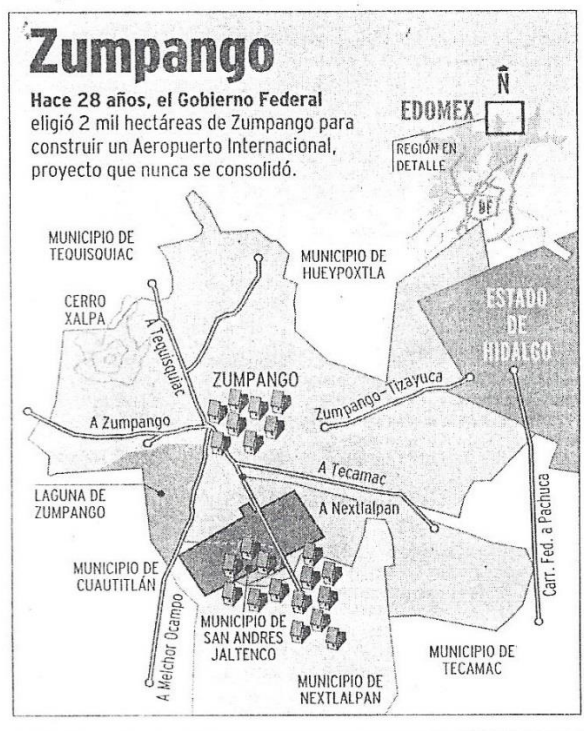 Zumpango
Hace 28 años, el Gobierno Federal
eligió 2 mil hectáreas de Zumpango para
construir un Aeropuerto Internacional,
proyecto que nunca se consolidó.
N
EDOMEX
REGIÓN EN
DETALLE
DF
MUNICIPIO DE
TEQUISQUIAC
MUNICIPIO DE
HUEYPOXTLA
CERRO
XALPA
A Tequisquiac
ESTADO
DE
HIDALGO
ZUMPANGO
Zumpango-Tizayuca
A Zumpango
A Tecamac
LAGUNA DE
ZUMPANGO
A Nextlalpan
Carr. Fed. a Pachuca
MUNICIPIO DE
CUAUTITLÁN
A Melchor Ocampo
MUNICIPIO DE
SAN ANDRES
JALTENCO
MUNICIPIO DE
NEXTLALPAN
MUNICIPIO DE
TECAMAC